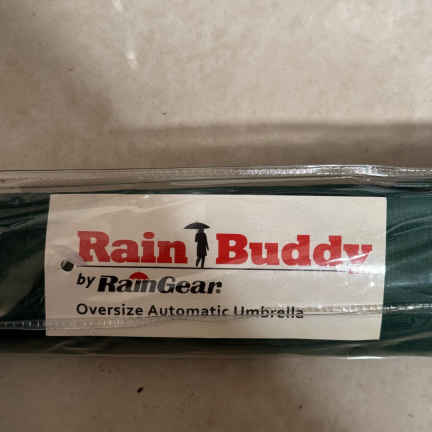 Rain Buddy
by RainGear
Oversize Automatic Umbrella